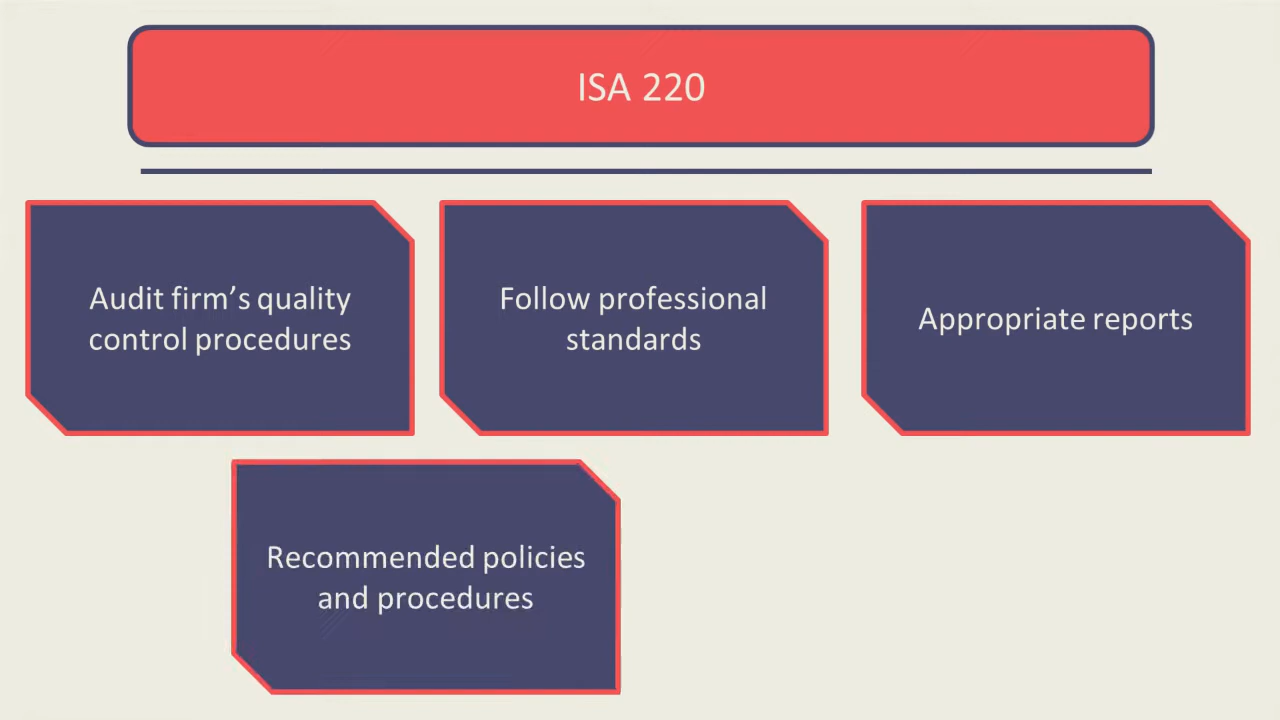 ISA 220
Audit firm’s quality
control procedures
Follow professional
standards
Appropriate reports
Recommended policies
and procedures